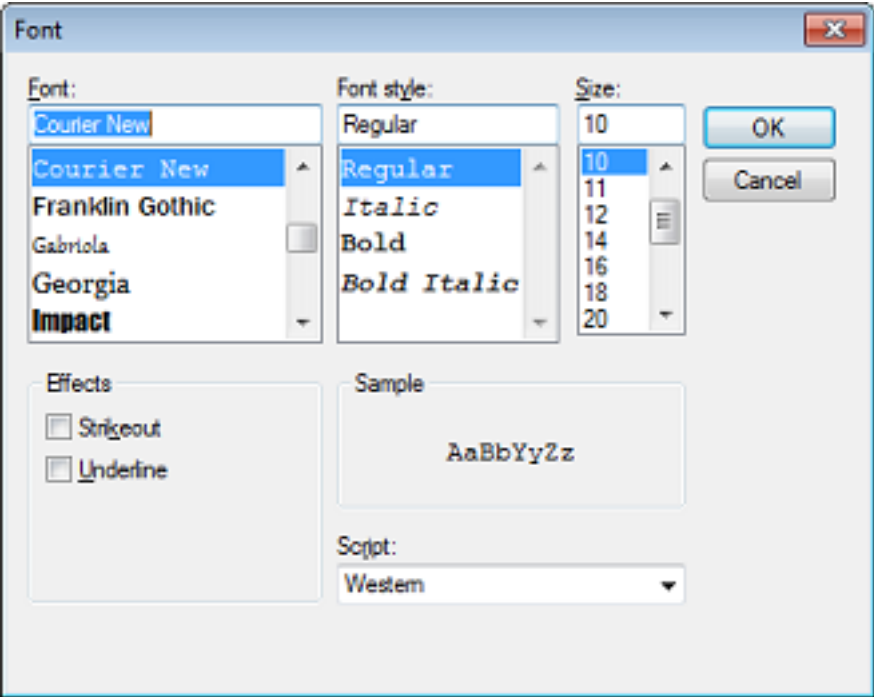 Font
Font:
Courier New
Courier New
Franklin Gothic
Gabriola
Georgia
Impact
Font style:
Regular
Regular
Italic
Bold
Bold Italic
Size:
10
10
11
12
14
16
18
20
OK
Cancel
Effects
Strikeout
Underline
Sample
AaBbYyZz
Script:
Western